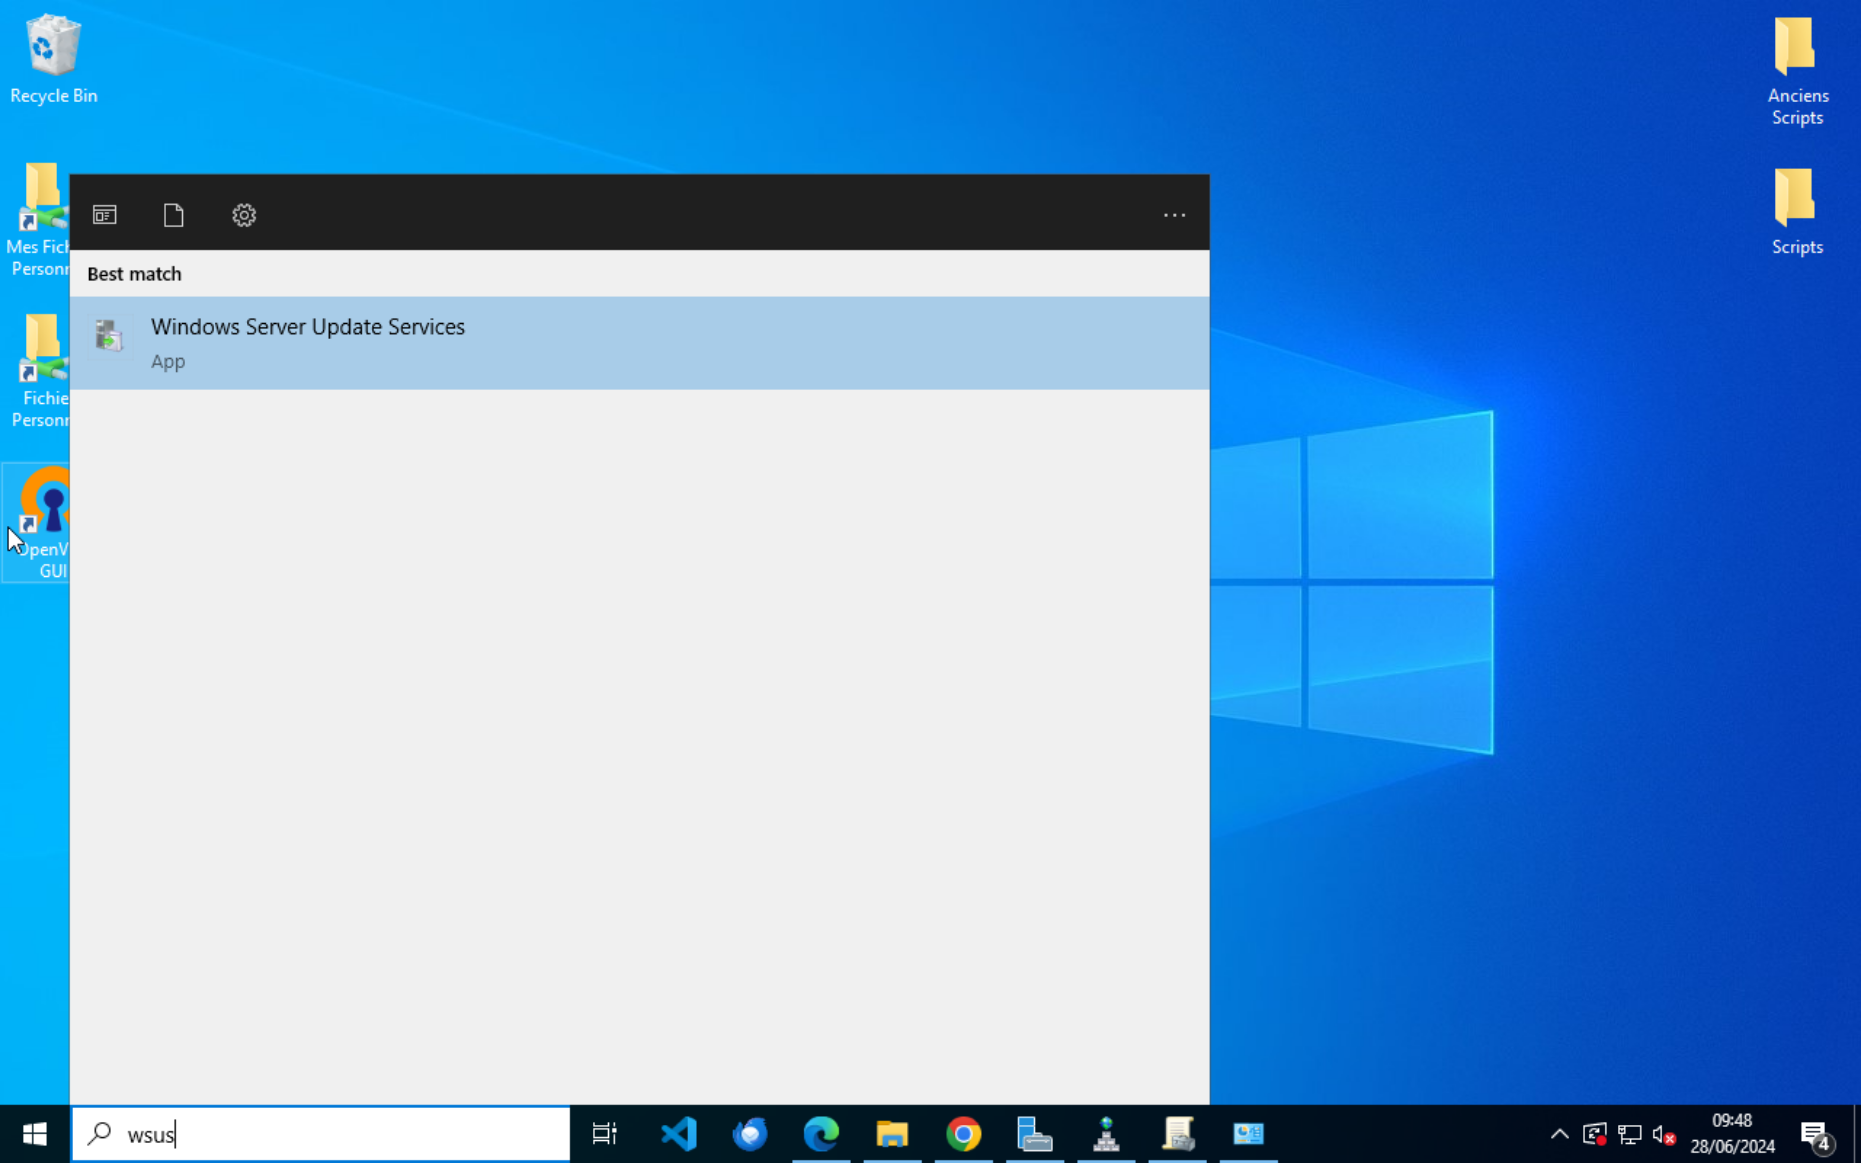 Recycle Bin
Anciens
Scripts
Mes Fich
Personn
Scripts
Best match
Windows Server Update Services
App
Fichie
Personn
OpenV
GUI
wsus
09:48
28/06/2024
4